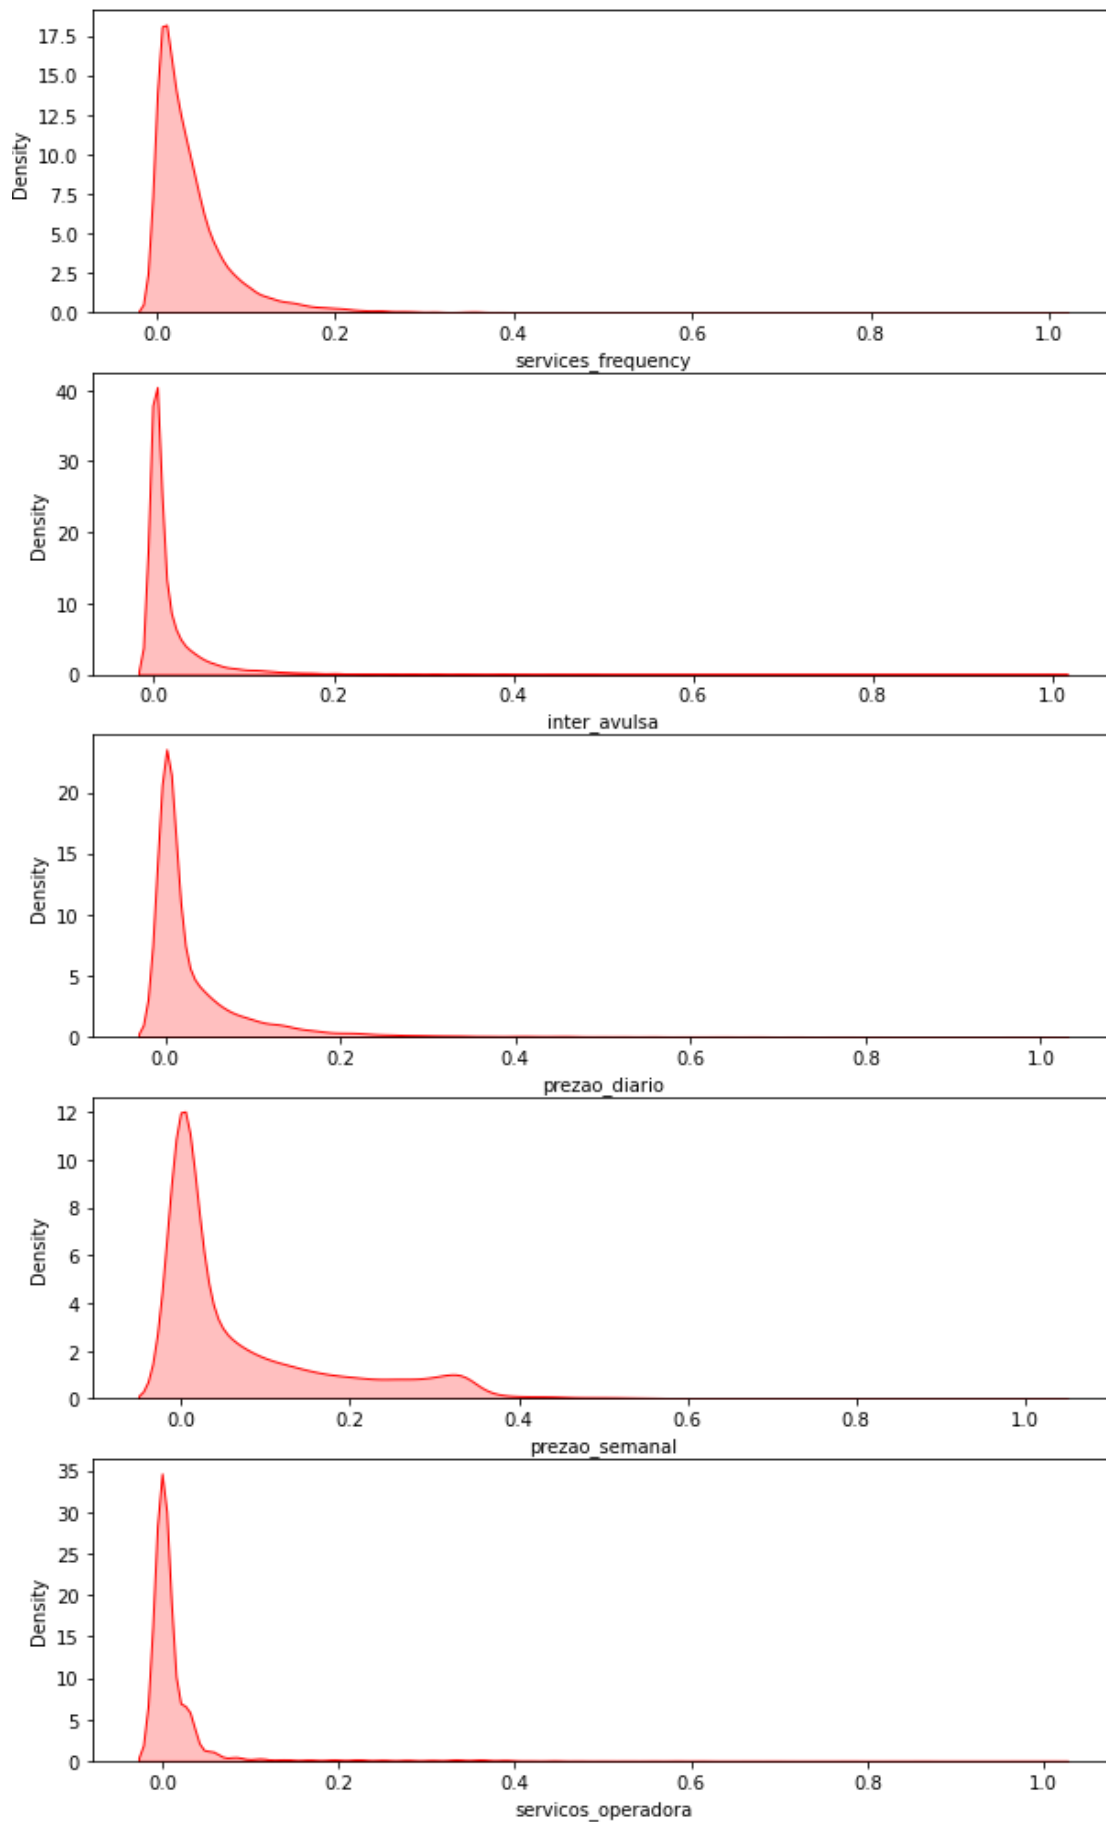 17.5
15.0
12.5
10.0
7.5
5.0
2.5
0.0
Density
0.0 0.2 0.4 0.6 0.8 1.0
services_frequency
40
30
20
10
0
Density
0.0 0.2 0.4 0.6 0.8 1.0
inter_avulsa
20
15
10
5
0
Density
0.0 0.2 0.4 0.6 0.8 1.0
prezao_diario
12
10
8
6
4
2
0
Density
0.0 0.2 0.4 0.6 0.8 1.0
prezao_semanal
35
30
25
20
15
10
5
0
Density
0.0 0.2 0.4 0.6 0.8 1.0
servicos_operadora